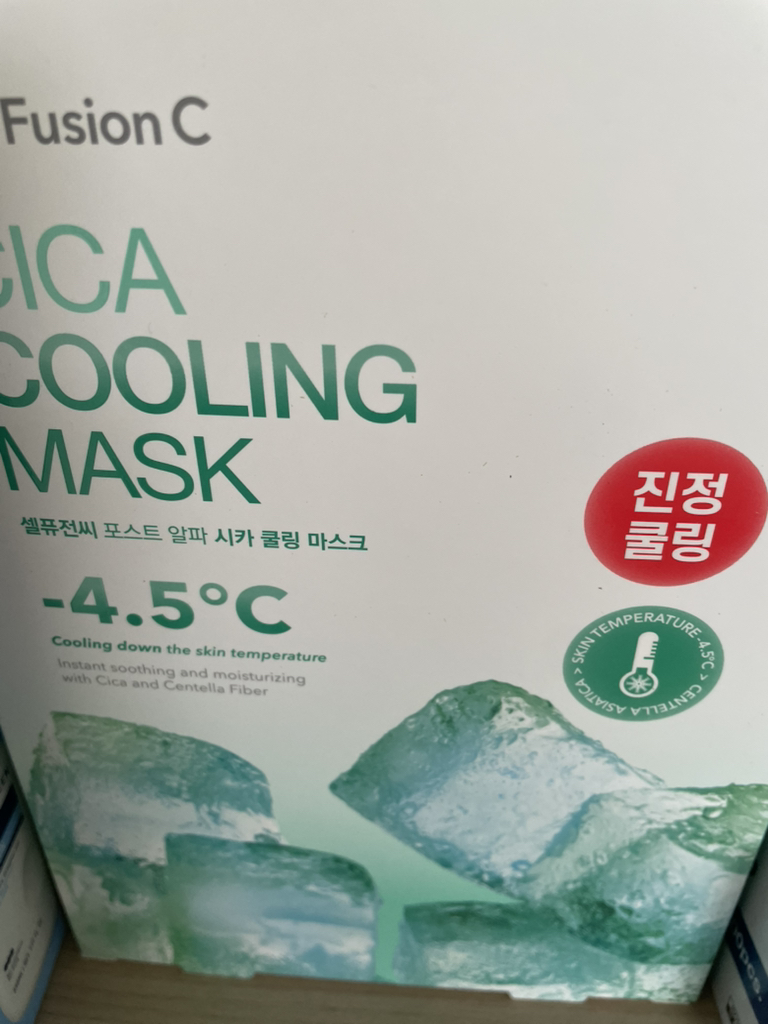 Fusion C
CICA
COOLING
MASK
셀퓨전씨 포스트 알파 시카 쿨링 마스크
-4.5°C
Cooling down the skin temperature
Instant soothing and moisturizing
with Cica and Centella Fiber
진정
쿨링
SKIN TEMPERATURE-4.5°C > CENTELLA ASIATICA >
0pcs.